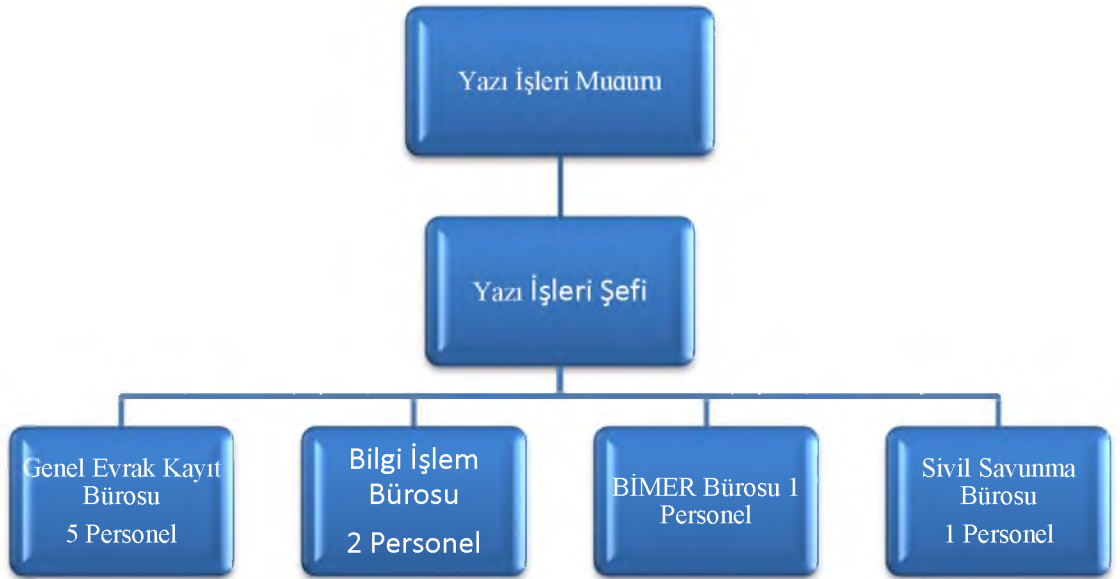 Yazı İşleri Muauru
Yazı İşleri Şefi
Genel Evrak Kayıt
Bürosu
5 Personel
Bilgi İşlem
Bürosu
2 Personel
BİMER Bürosu 1
Personel
Sivil Savunma
Bürosu
1 Personel